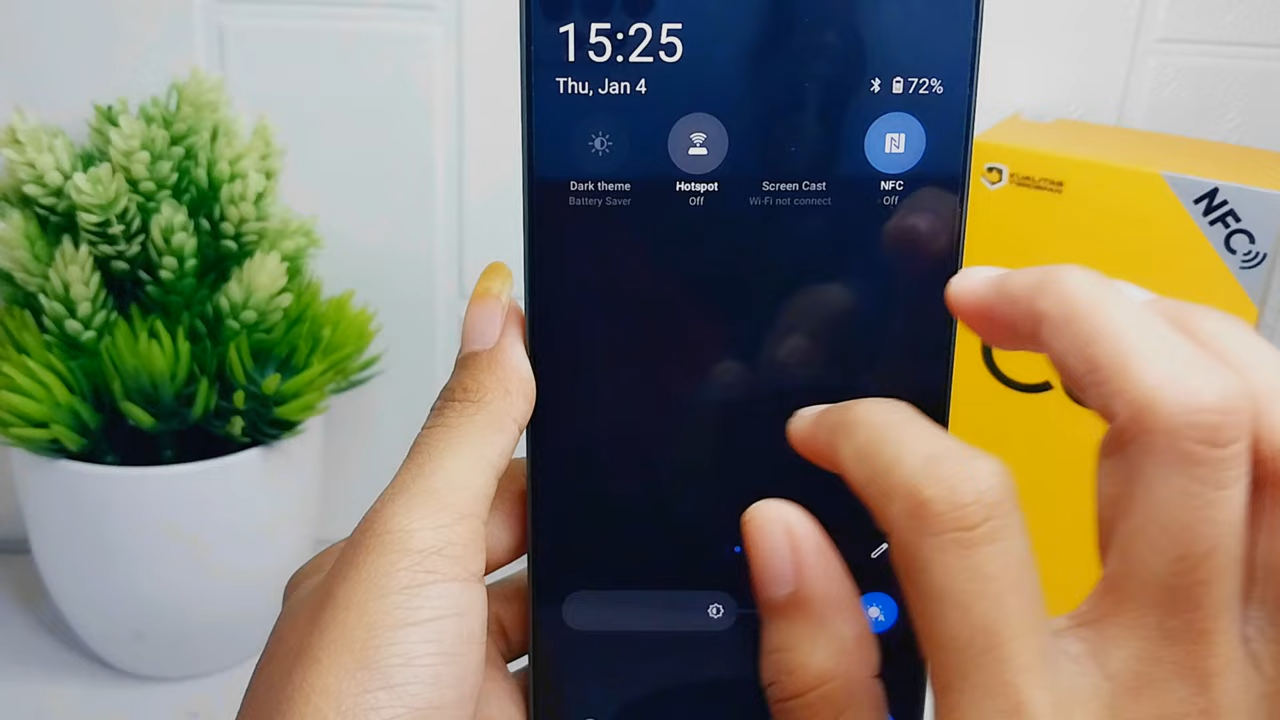 15:25
Thu, Jan 4
72%
Dark theme
Battery Saver
Hotspot
Off
Screen Cast
Wi-Fi not connect
NFC
Off
NFC